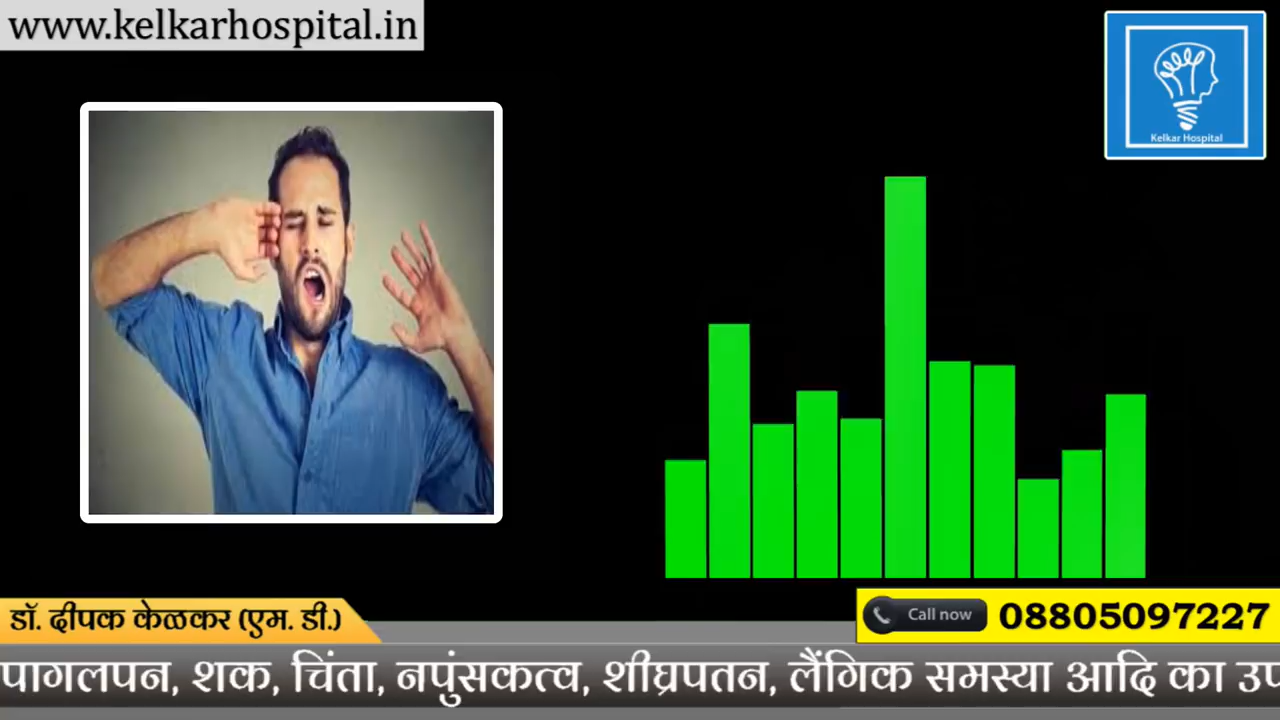 www.kelkarhospital.in
Kelkar Hospital
डॉ. दीपक केळकर (एम. डी.)
Call now 08805097227
पागलपन, शक, चिंता, नपुंसकत्व, शीघ्रपतन, लैंगिक समस्या आदि का